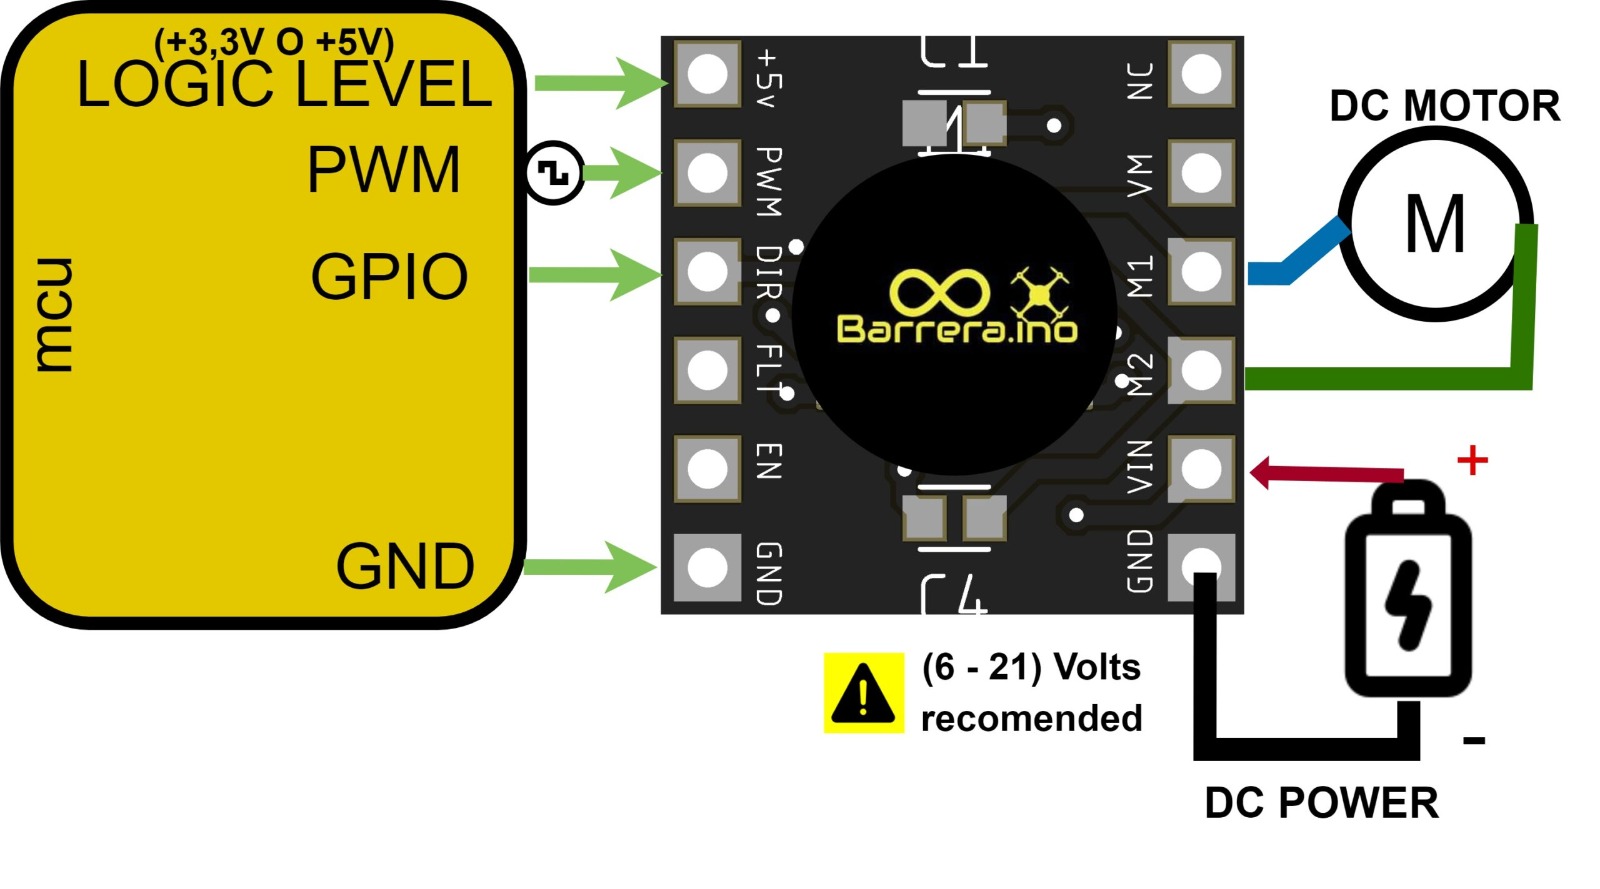 (+3,3V O +5V)
LOGIC LEVEL
PWM
GPIO
mcu
GND
+5v
PWM
DIR
FLT
EN
GND
C1
Barrera.ino
C4
NC
VM
M1
M2
VIN
GND
DC MOTOR
M
+
-
DC POWER
(6 - 21) Volts
recomended